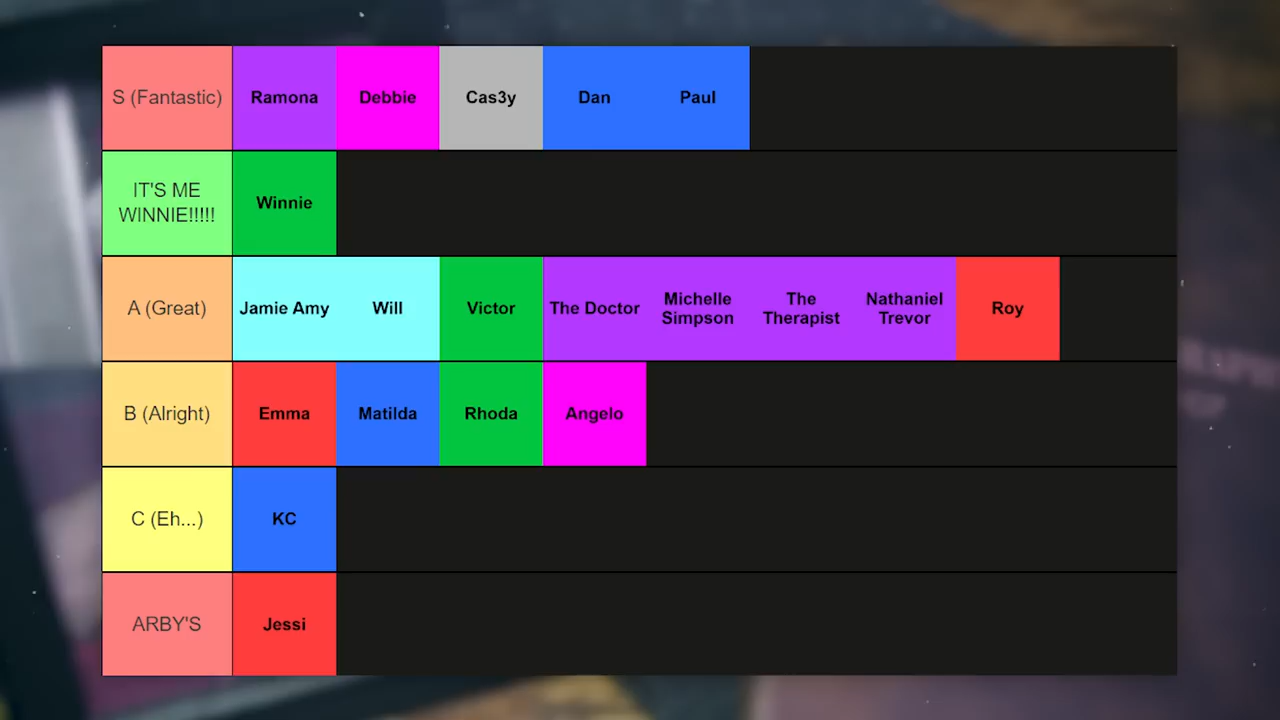 S (Fantastic) Ramona Debbie Cas3y Dan Paul
IT'S ME
WINNIE!!!!! Winnie
A (Great) Jamie Amy Will Victor The Doctor Michelle
Simpson The
Therapist Nathaniel
Trevor Roy
B (Alright) Emma Matilda Rhoda Angelo
C (Eh...) KC
ARBY'S Jessi